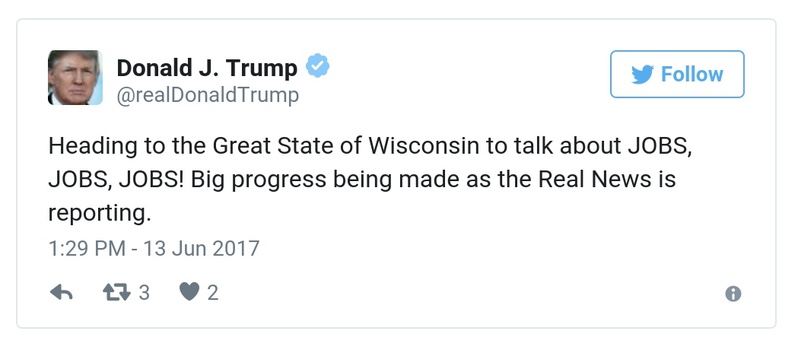 Donald J. Trump
Follow
@realDonaldTrump
Heading to the Great State of Wisconsin to talk about JOBS,
JOBS, JOBS! Big progress being made as the Real News is
reporting.
1:29 PM - 13 Jun 2017
3 2